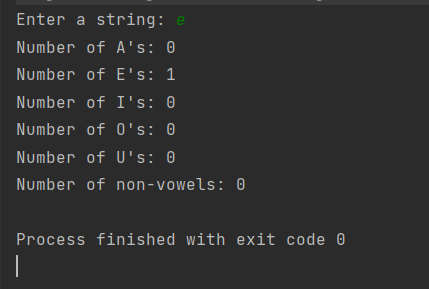 Enter a string: e
Number of A's: 0
Number of E's: 1
Number of I's: 0
Number of O's: 0
Number of U's: 0
Number of non-vowels: 0
Process finished with exit code 0